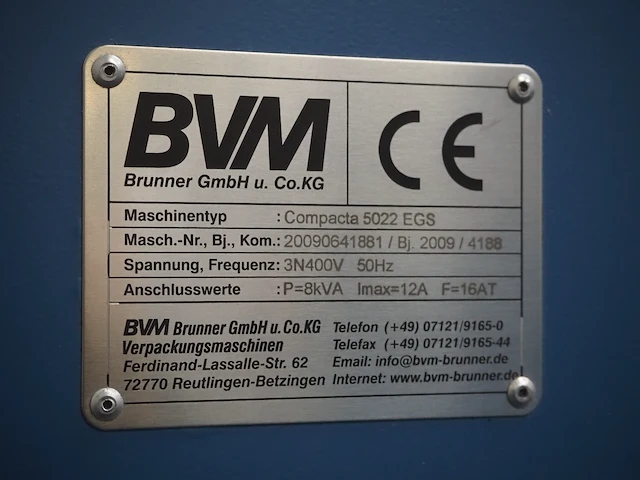 BVM
Brunner GmbH u. Co.KG
CE
Maschinentyp : Compacta 5022 EGS
Masch.-Nr., Bj., Kom.: 20090641881 / Bj. 2009 / 4188
Spannung, Frequenz: 3N400V 50Hz
Anschlusswerte : P=8kVA Imax=12A F=16AT
BVM Brunner GmbH u.Co.KG Telefon (+49) 07121/9165-0
Verpackungsmaschinen Telefax (+49) 07121/9165-44
Ferdinand-Lassalle-Str. 62 Email: info@bvm-brunner.de
72770 Reutlingen-Betzingen Internet: www.bvm-brunner.de